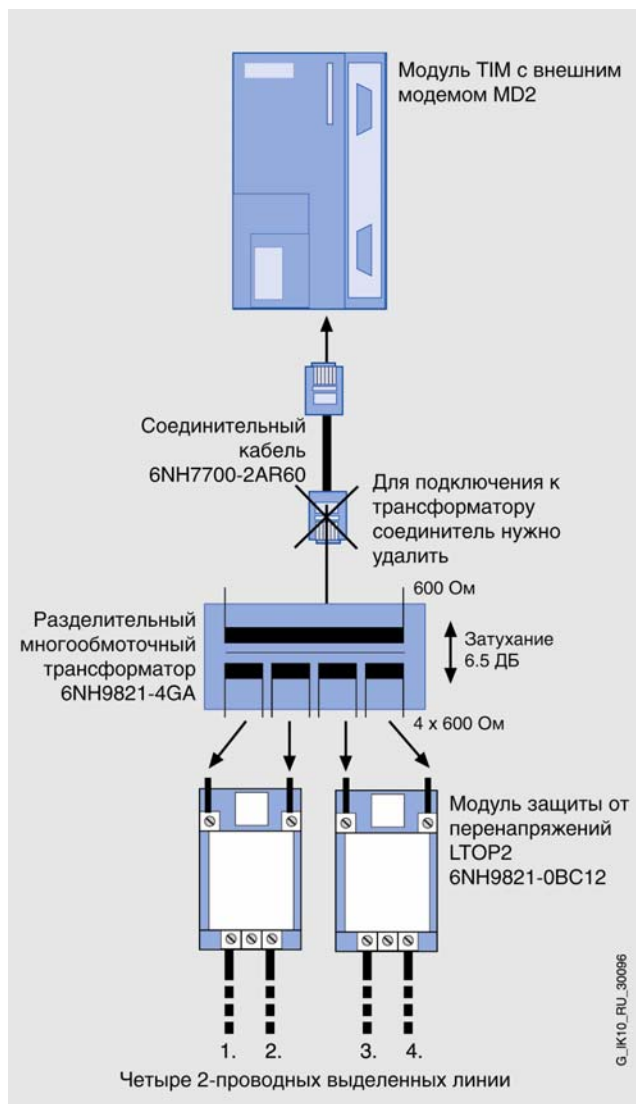 Модуль TIM с внешним
модемом MD2
Соединительный
кабель
6NH7700-2AR60
Для подключения к
трансформатору
соединитель нужно
удалить
600 Ом
Разделительный
многообмоточный
трансформатор
6NH9821-4GA
Затухание
6.5 ДБ
4 x 600 Ом
Модуль защиты от
перенапряжений
LTOP2
6NH9821-0BC12
1.
2.
3.
4.
Четыре 2-проводных выделенных линии
G_IK10_RU_30096